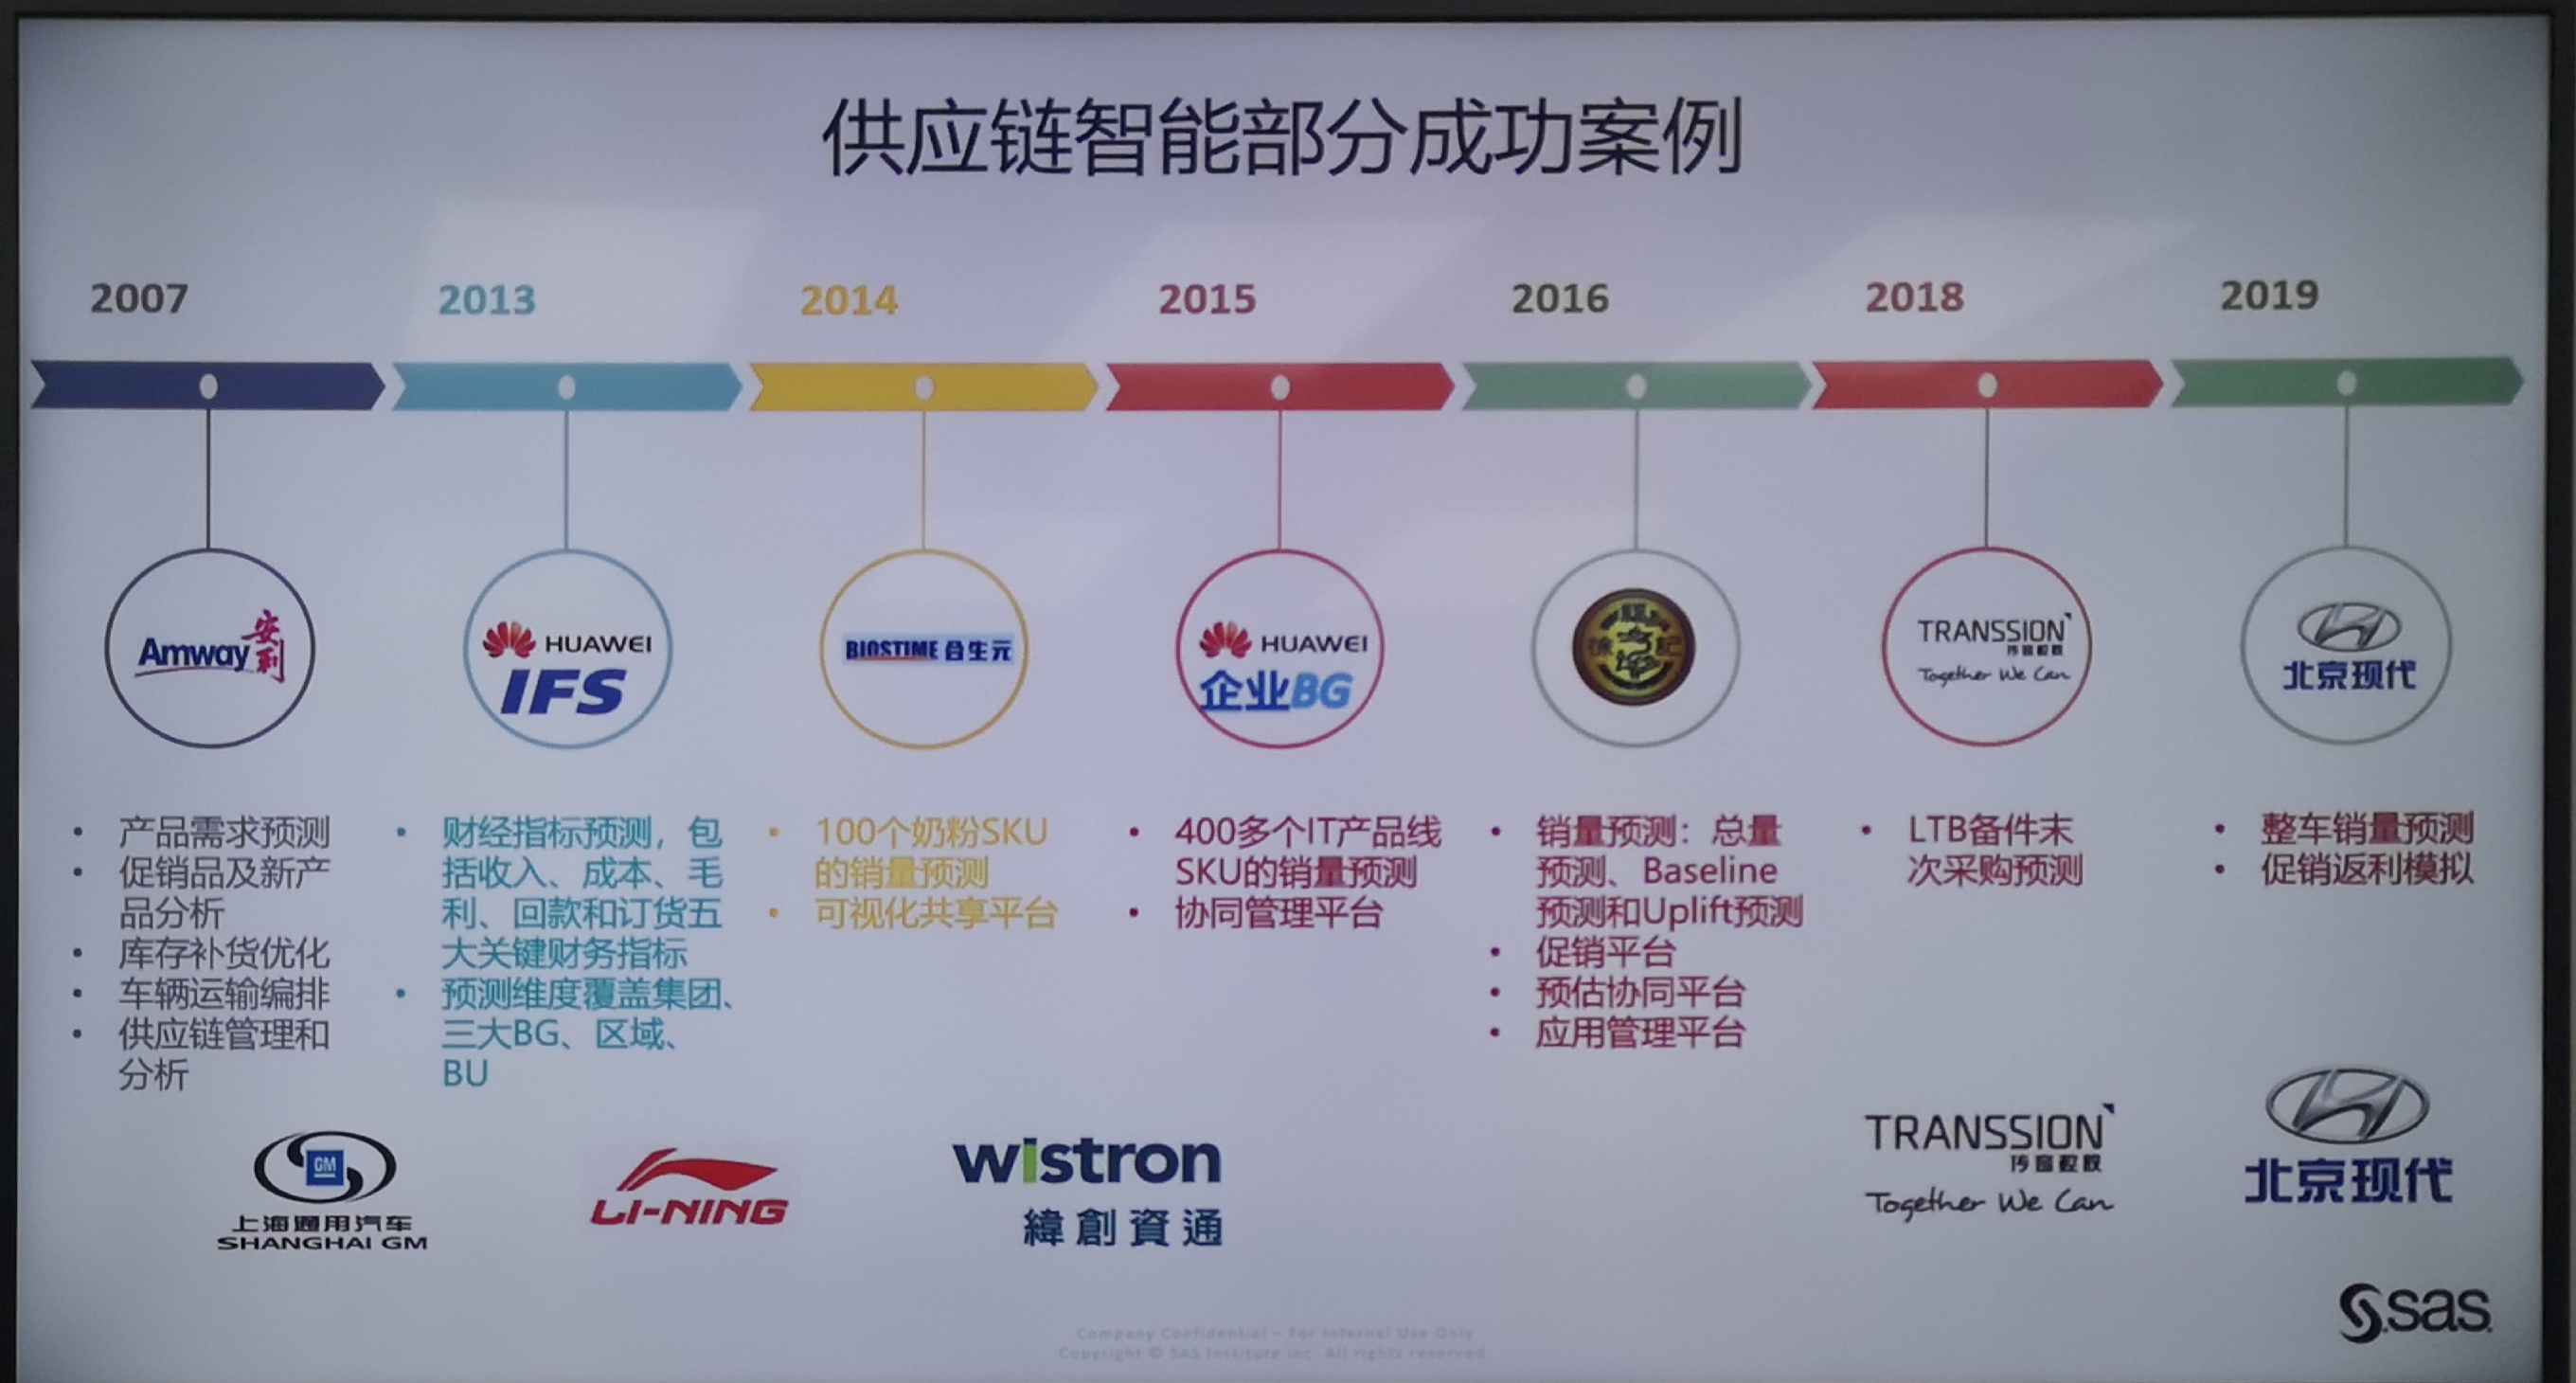 供应链智能部分成功案例
2007
2013
2014
2015
2016
2018
2019
Amway 安利
HUAWEI
IFS
BIOSTIME 合生元
HUAWEI
企业BG
徐 記
TRANSSION
传音控股
Together We Can
北京现代
• 产品需求预测
• 促销品及新产
品分析
• 库存补货优化
• 车辆运输编排
• 供应链管理和
分析
• 财经指标预测，包
括收入、成本、毛
利、回款和订货五
大关键财务指标
• 预测维度覆盖集团、
三大BG、区域、
BU
• 100个奶粉SKU
的销量预测
• 可视化共享平台
• 400多个IT产品线
SKU的销量预测
• 协同管理平台
• 销量预测：总量
预测、Baseline
预测和Uplift预测
• 促销平台
• 预估协同平台
• 应用管理平台
• LTB备件末
次采购预测
• 整车销量预测
• 促销返利模拟
GM
上海通用汽车
SHANGHAI GM
LI-NING
wistron
緯創資通
TRANSSION
传音控股
Together We Can
北京现代
sas
Company Confidential – For Internal Use Only
Copyright © SAS Institute Inc. All rights reserved.